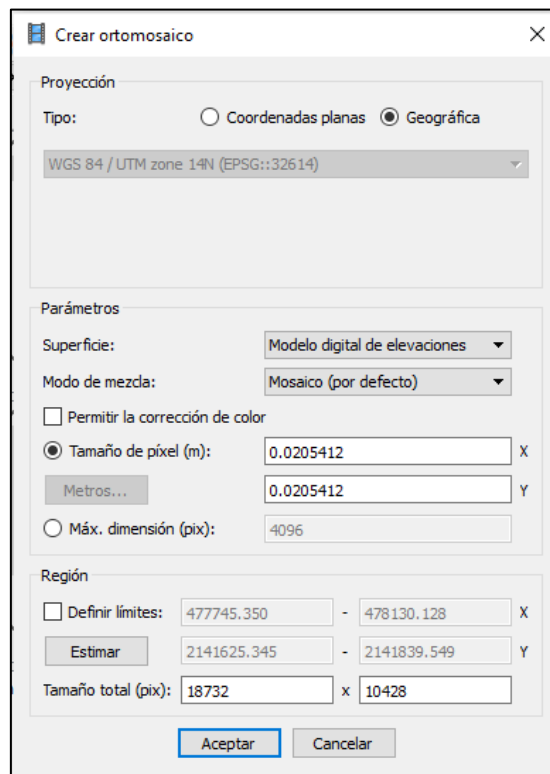 Crear ortomosaico
Proyección
Tipo: Coordenadas planas Geográfica
WGS 84 / UTM zone 14N (EPSG::32614)
Parámetros
Superficie: Modelo digital de elevaciones
Modo de mezcla: Mosaico (por defecto)
Permitir la corrección de color
Tamaño de píxel (m): 0.0205412 X
Metros... 0.0205412 Y
Máx. dimensión (pix): 4096
Región
Definir límites: 477745.350 - 478130.128 X
Estimar 2141625.345 - 2141839.549 Y
Tamaño total (pix): 18732 x 10428
Aceptar Cancelar